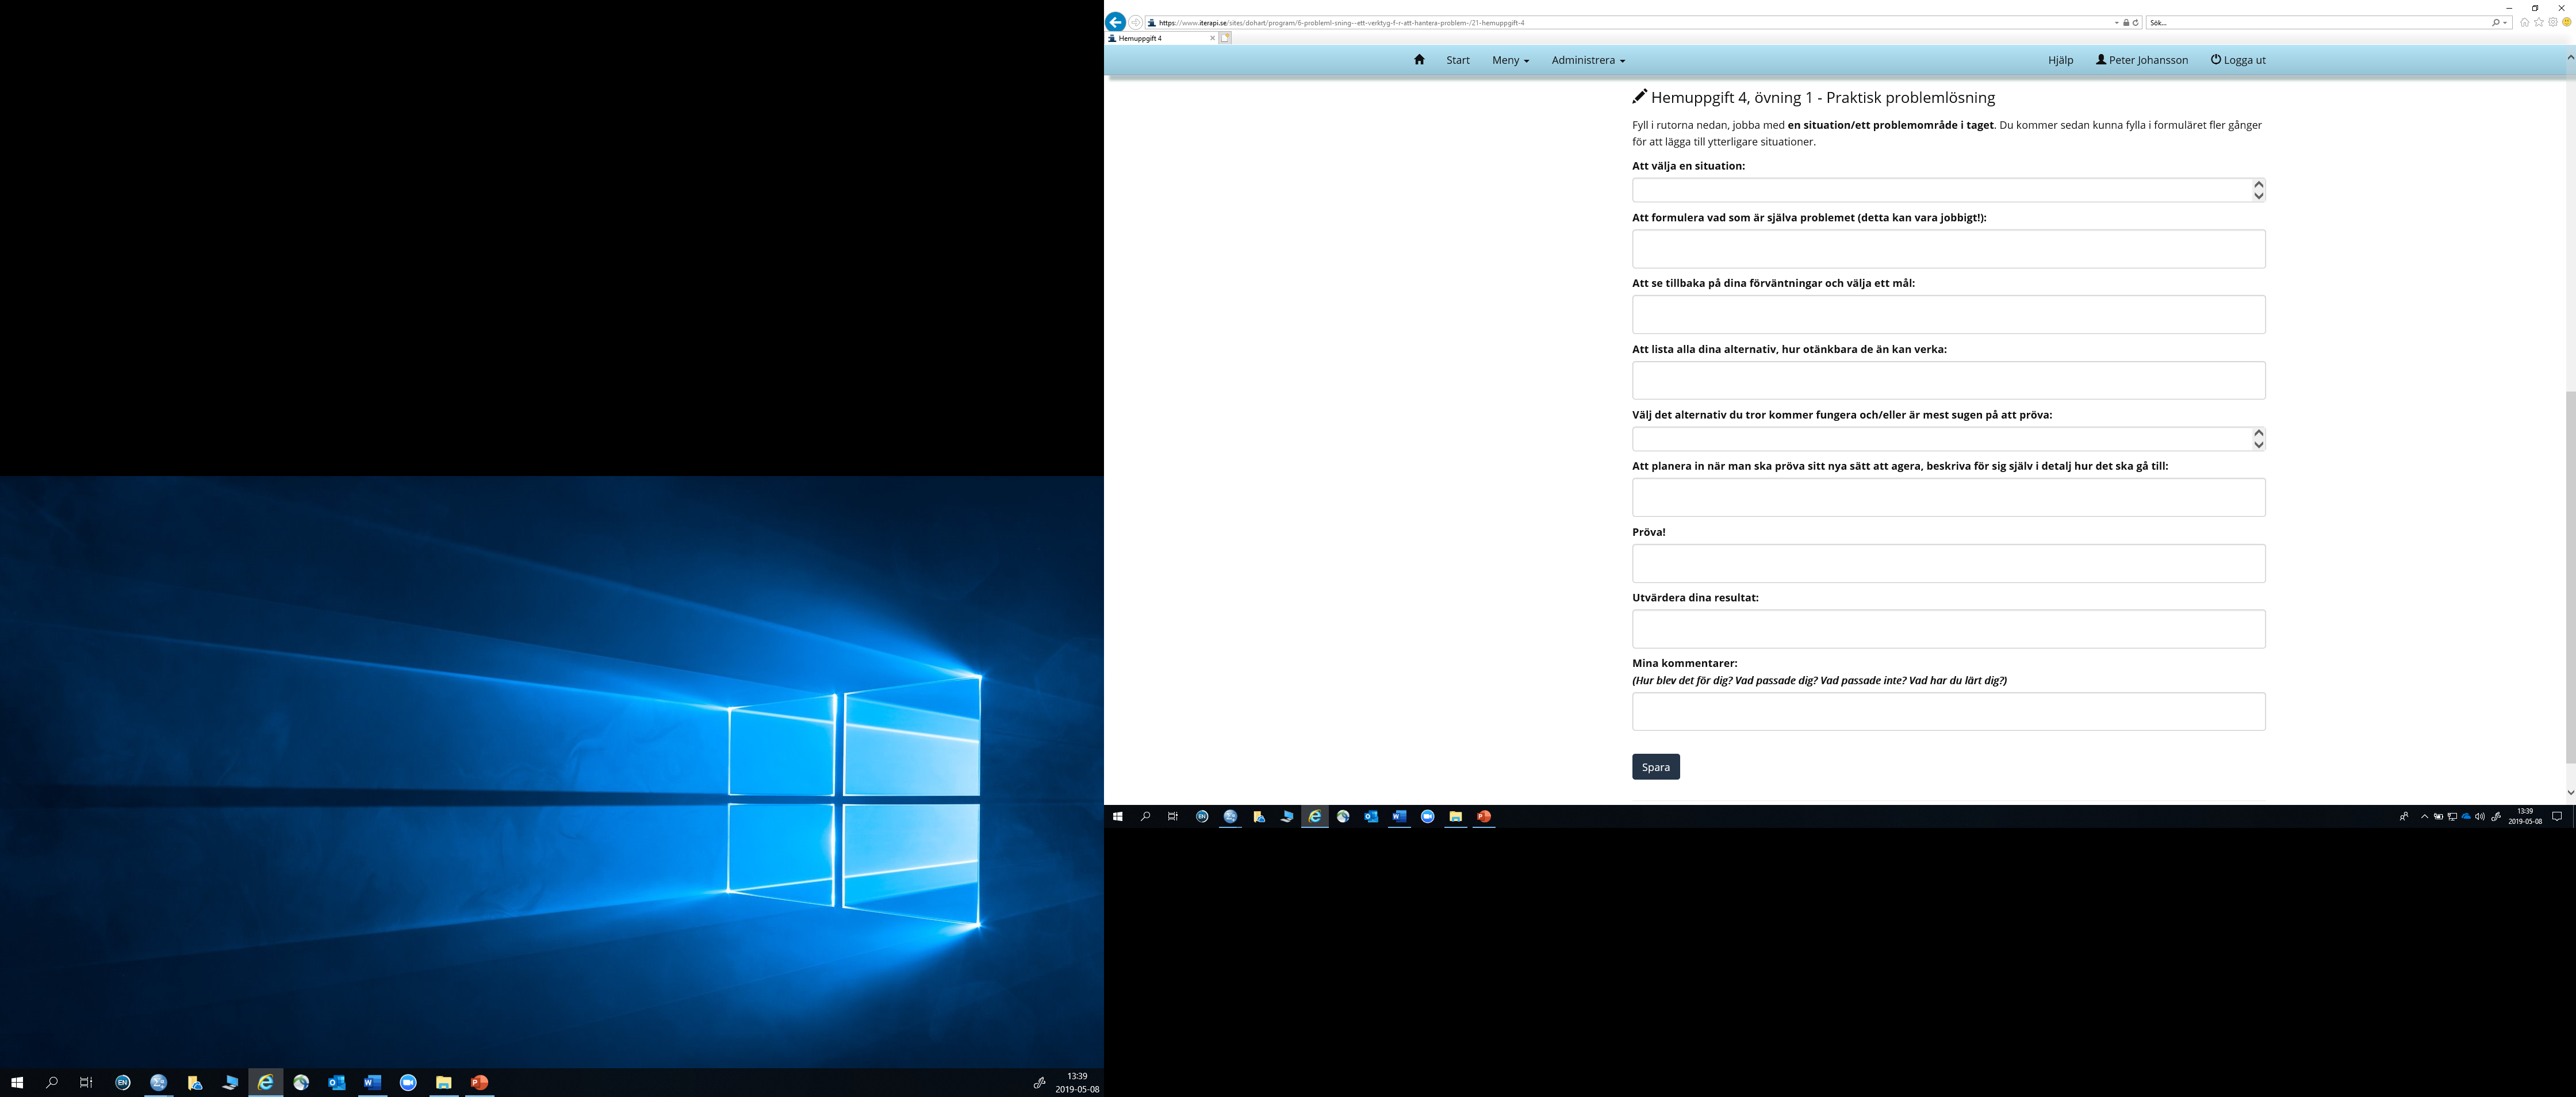 https://www.iterapi.se/sites/dohart/program/6-probleml-sning--ett-verktyg-f-r-att-hantera-problem-/21-hemuppgift-4
Sök...
Hemuppgift 4
Start
Meny
Administrera
Hjälp
Peter Johansson
Logga ut
Hemuppgift 4, övning 1 - Praktisk problemlösning
Fyll i rutorna nedan, jobba med en situation/ett problemområde i taget. Du kommer sedan kunna fylla i formuläret fler gånger
för att lägga till ytterligare situationer.
Att välja en situation:
Att formulera vad som är själva problemet (detta kan vara jobbigt!):
Att se tillbaka på dina förväntningar och välja ett mål:
Att lista alla dina alternativ, hur otänkbara de än kan verka:
Välj det alternativ du tror kommer fungera och/eller är mest sugen på att pröva:
Att planera in när man ska pröva sitt nya sätt att agera, beskriva för sig själv i detalj hur det ska gå till:
Pröva!
Utvärdera dina resultat:
Mina kommentarer:
(Hur blev det för dig? Vad passade dig? Vad passade inte? Vad har du lärt dig?)
Spara
EN
13:39
2019-05-08
EN
13:39
2019-05-08